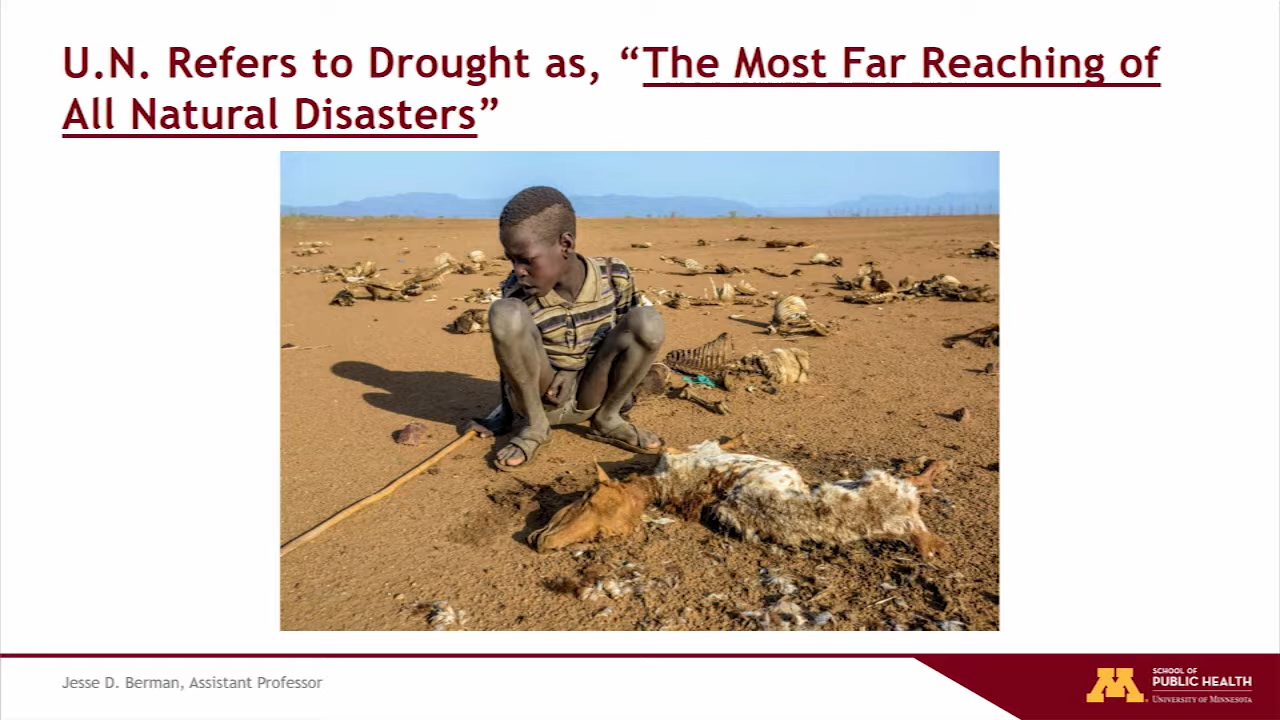 U.N. Refers to Drought as, “The Most Far Reaching of
All Natural Disasters”
Jesse D. Berman, Assistant Professor
M
SCHOOL OF
PUBLIC HEALTH
UNIVERSITY OF MINNESOTA